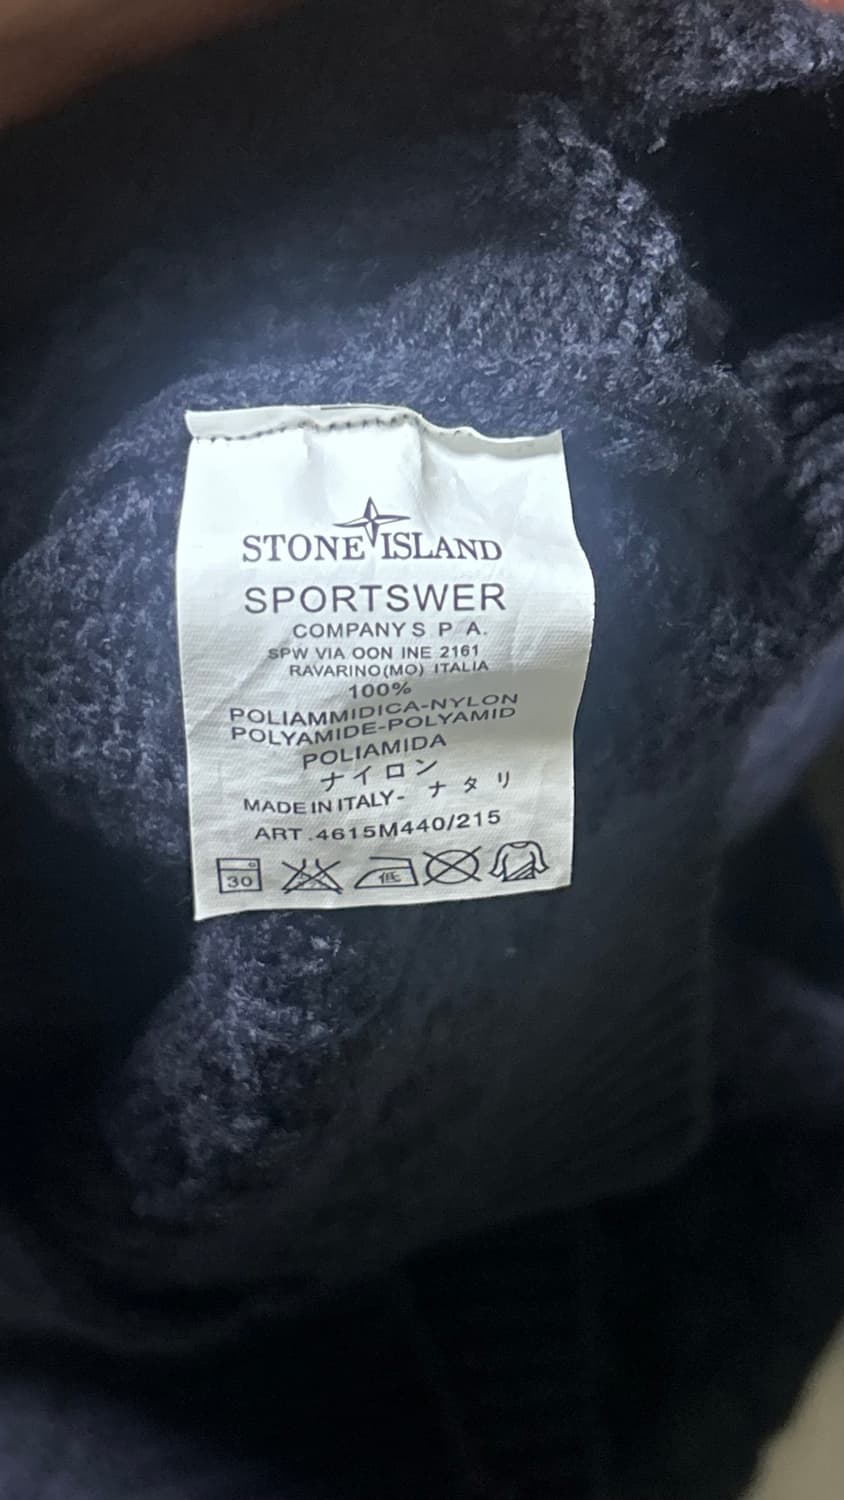 STONE ISLAND
SPORTSWER
COMPANY S P A.
SPW VIA OON INE 2161
RAVARINO(MO) ITALIA
100%
POLIAMMIDICA-NYLON
POLYAMIDE-POLYAMID
POLIAMIDA
ナイロン
MADE IN ITALY- ナタリ
ART.4615M440/215
30 低